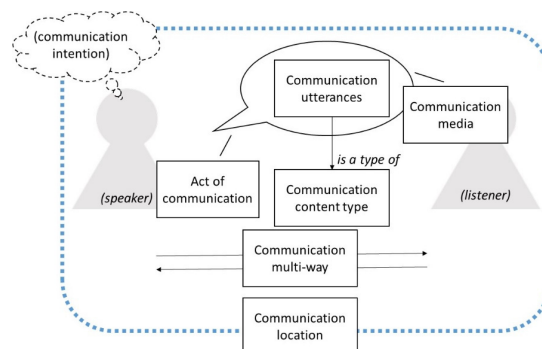 (communication
intention)
Communication
utterances
Communication
media
is a type of
Act of
communication
(speaker)
Communication
content type
(listener)
Communication
multi-way
Communication
location